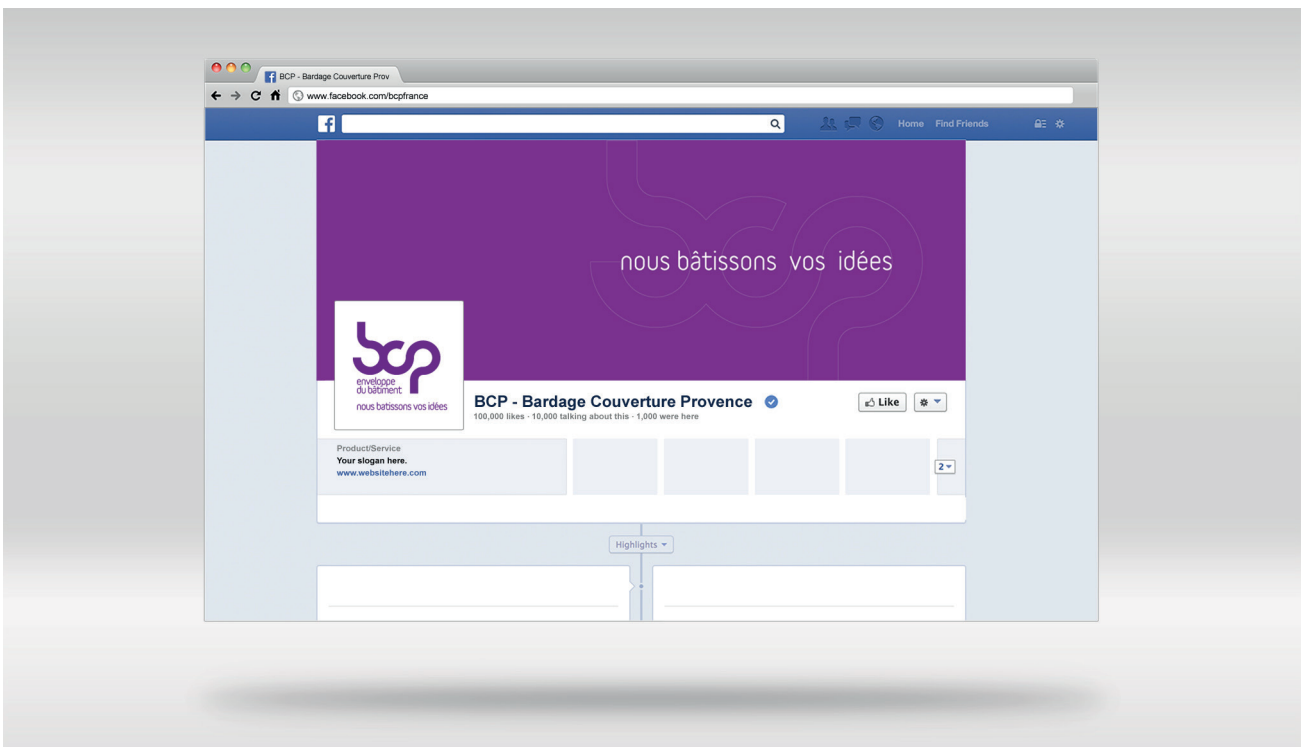 BCP - Bardage Couverture Prov
www.facebook.com/bcpfrance
f
Home Find Friends
nous bâtissons vos idées
bcp
enveloppe
du bâtiment
nous batissons vos idées
BCP - Bardage Couverture Provence
100,000 likes · 10,000 talking about this · 1,000 were here
Like
Product/Service
Your slogan here.
www.websitehere.com
2
Highlights